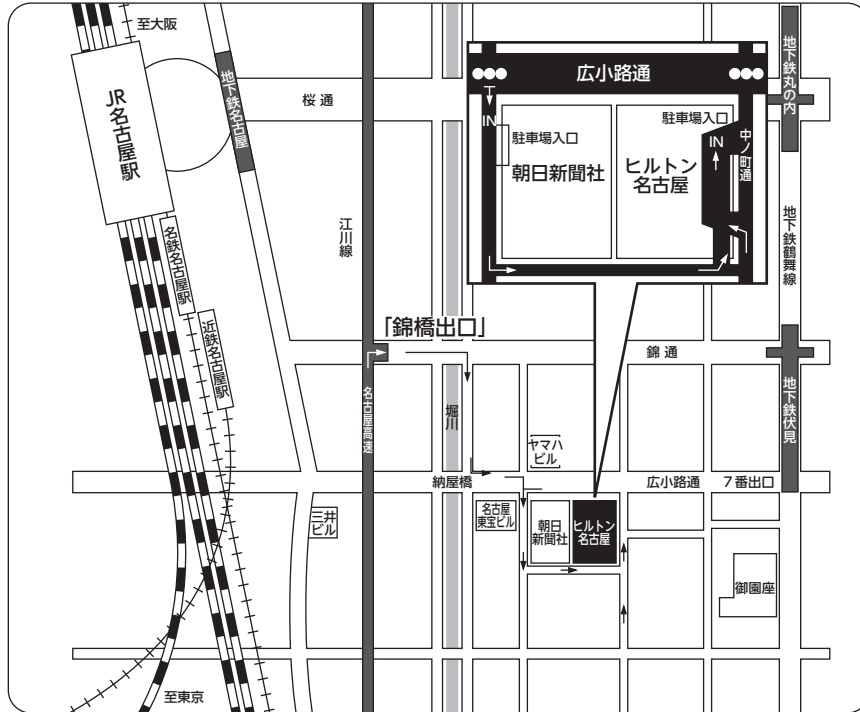 至大阪
JR名古屋駅
地下鉄名古屋
桜通
名鉄名古屋駅
近鉄名古屋駅
江川線
広小路通
IN
駐車場入口
朝日新聞社
駐車場入口
IN
ヒルトン
名古屋
中ノ町通
地下鉄丸の内
地下鉄鶴舞線
「錦橋出口」
錦通
名古屋高速
堀川
地下鉄伏見
ヤマハ
ビル
納屋橋
広小路通
7番出口
三井
ビル
名古屋
東宝ビル
朝日
新聞社
ヒルトン
名古屋
御園座
至東京